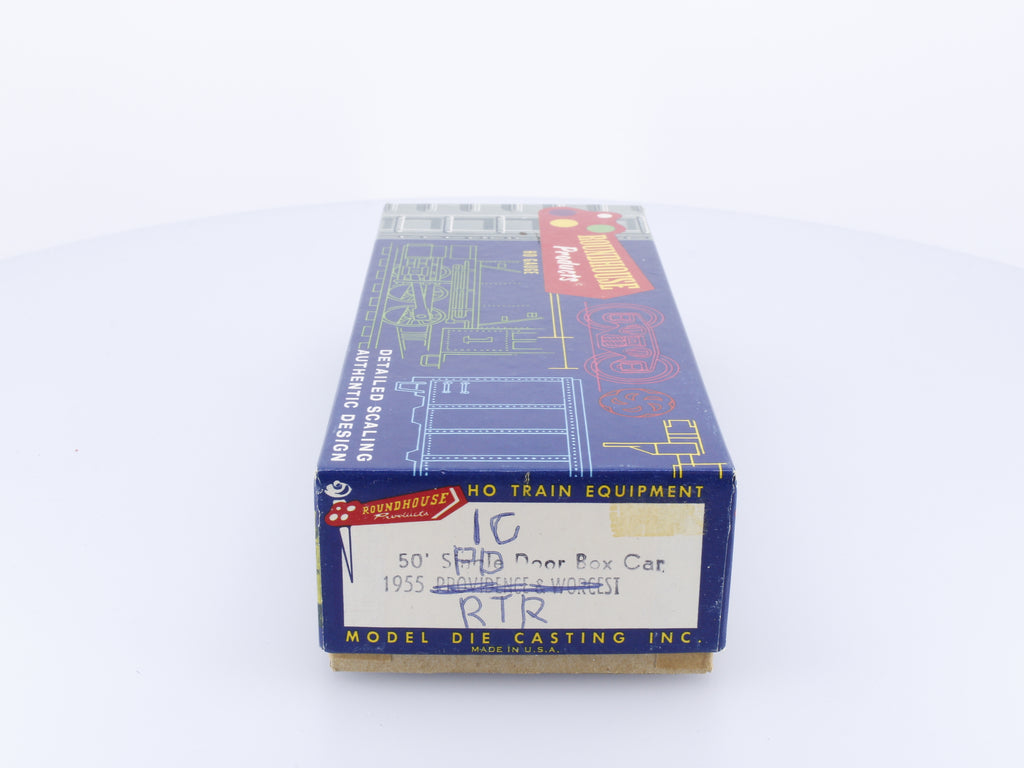 ROUNDHOUSE
Products
HO GAUGE
DETAILED SCALING
AUTHENTIC DESIGN
HO TRAIN EQUIPMENT
ROUNDHOUSE
Products
IC
50' Single Door Box Car
PD
1955 PROVIDENCE & WORCEST
RTR
MODEL DIE CASTING INC.
MADE IN U.S.A.